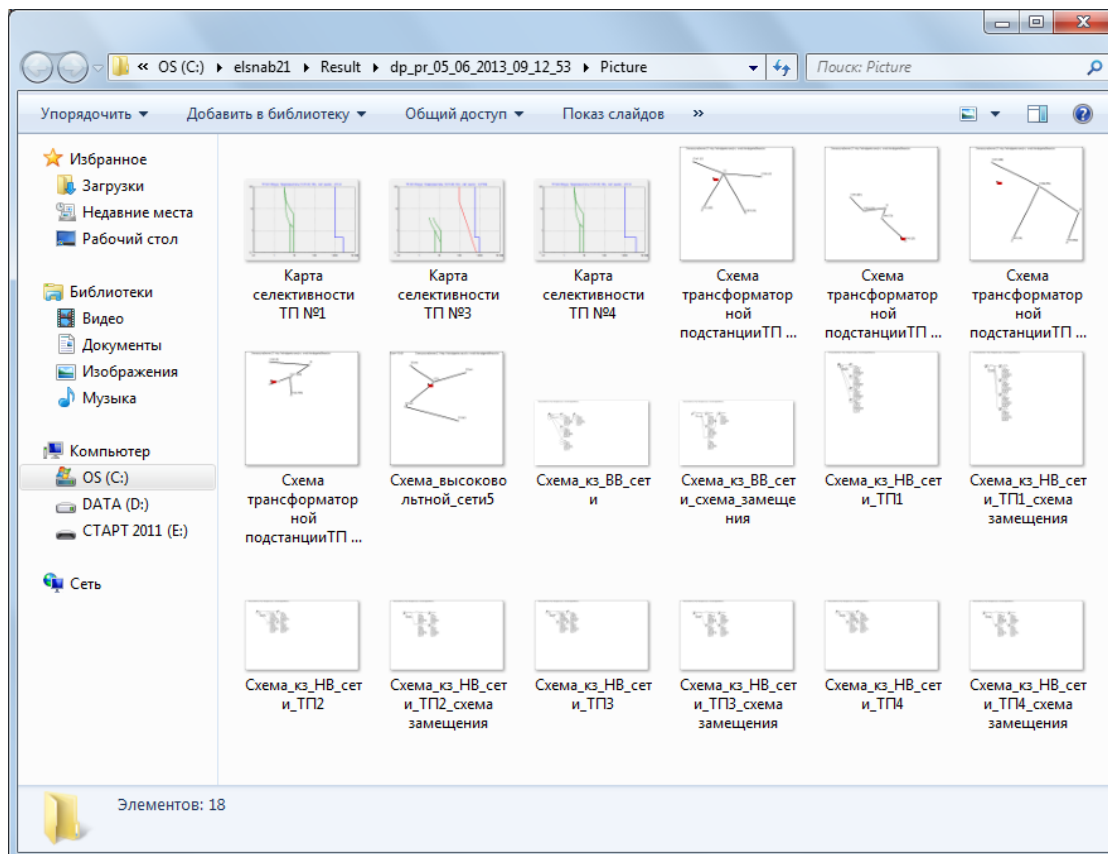 « OS (C:) ▸ elsnab21 ▸ Result ▸ dp_pr_05_06_2013_09_12_53 ▸ Picture
Поиск: Picture
Упорядочить Добавить в библиотеку Общий доступ Показ слайдов »
Избранное
Загрузки
Недавние места
Рабочий стол
Библиотеки
Видео
Документы
Изображения
Музыка
Компьютер
OS (C:)
DATA (D:)
СТАРТ 2011 (E:)
Сеть
Карта
селективности
ТП №1
Карта
селективности
ТП №3
Карта
селективности
ТП №4
Схема
трансформатор
ной
подстанцииТП ...
Схема
трансформатор
ной
подстанцииТП ...
Схема
трансформатор
ной
подстанцииТП ...
Схема
трансформатор
ной
подстанцииТП ...
Схема_высоково
льтной_сети5
Схема_кз_ВВ_сет
и
Схема_кз_ВВ_се
ти_схема_замеще
ния
Схема_кз_НВ_сет
и_ТП1
Схема_кз_НВ_сет
и_ТП1_схема
замещения
Схема_кз_НВ_сет
и_ТП2
Схема_кз_НВ_сет
и_ТП2_схема
замещения
Схема_кз_НВ_сет
и_ТП3
Схема_кз_НВ_сет
и_ТП3_схема
замещения
Схема_кз_НВ_сет
и_ТП4
Схема_кз_НВ_сет
и_ТП4_схема
замещения
Элементов: 18